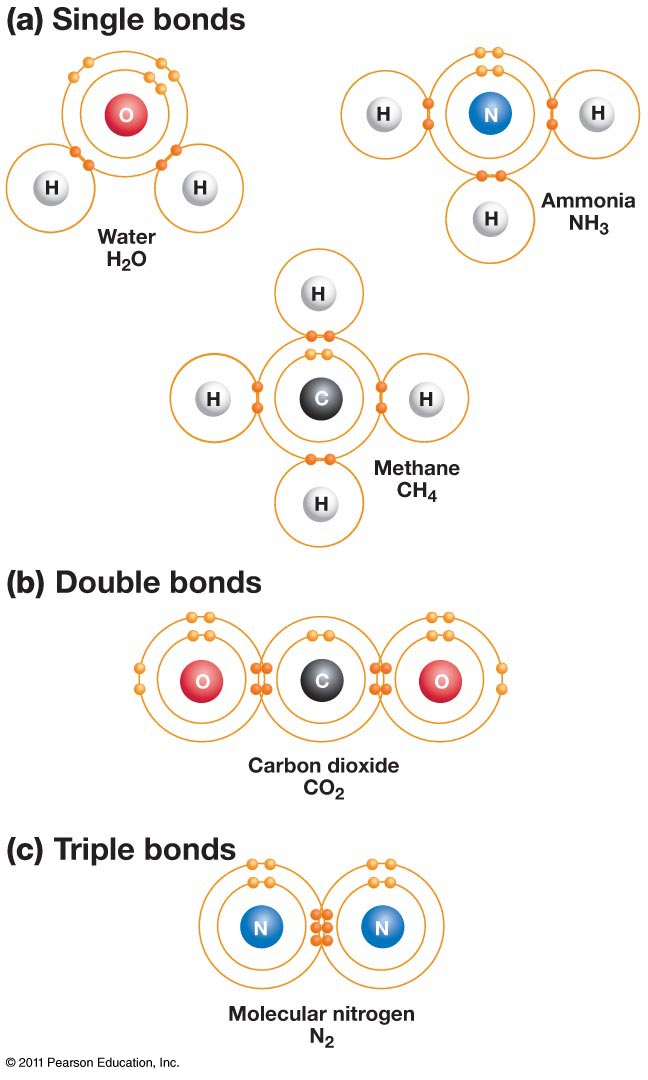 (a) Single bonds
O
H
H
Water
H₂O
H
N
H
H
Ammonia
NH₃
H
H
C
H
H
Methane
CH₄
(b) Double bonds
O
C
O
Carbon dioxide
CO₂
(c) Triple bonds
N
N
Molecular nitrogen
N₂
© 2011 Pearson Education, Inc.